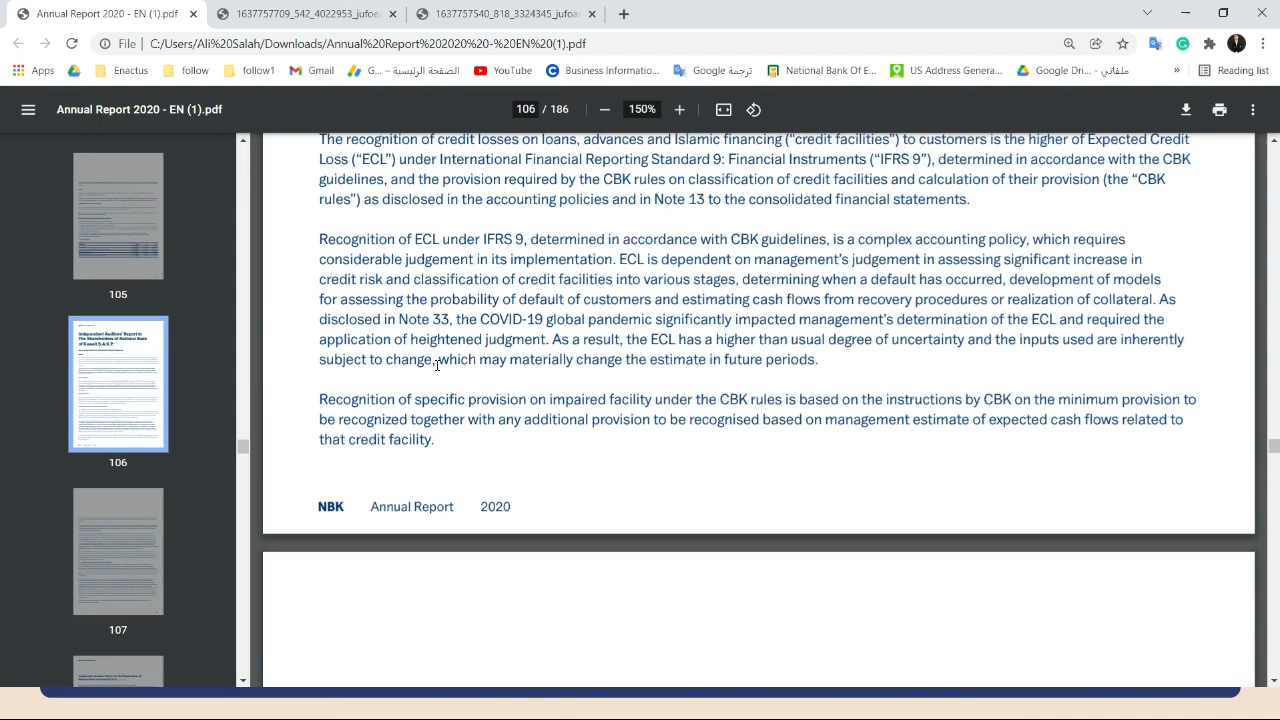 Annual Report 2020 - EN (1).pdf
1637757709_542_4022953_jufoa
1637757540_818_3324345_jufoa
File
C:/Users/Ali%20Salah/Downloads/Annual%20Report%202020%20-%20EN%20(1).pdf
Apps
Enactus
follow
follow1
Gmail
G... – الصفحة الرئيسية
YouTube
Business Informatio...
Google ترجمة
National Bank Of E...
US Address Genera...
Google Dri... - ملفاتي
»
Reading list
Annual Report 2020 - EN (1).pdf
106 / 186
150%
The recognition of credit losses on loans, advances and Islamic financing (“credit facilities”) to customers is the higher of Expected Credit
Loss (“ECL”) under International Financial Reporting Standard 9: Financial Instruments (“IFRS 9”), determined in accordance with the CBK
guidelines, and the provision required by the CBK rules on classification of credit facilities and calculation of their provision (the “CBK
rules”) as disclosed in the accounting policies and in Note 13 to the consolidated financial statements.
Recognition of ECL under IFRS 9, determined in accordance with CBK guidelines, is a complex accounting policy, which requires
considerable judgement in its implementation. ECL is dependent on management’s judgement in assessing significant increase in
credit risk and classification of credit facilities into various stages, determining when a default has occurred, development of models
for assessing the probability of default of customers and estimating cash flows from recovery procedures or realization of collateral. As
disclosed in Note 33, the COVID-19 global pandemic significantly impacted management’s determination of the ECL and required the
application of heightened judgment. As a result, the ECL has a higher than usual degree of uncertainty and the inputs used are inherently
subject to change, which may materially change the estimate in future periods.
Recognition of specific provision on impaired facility under the CBK rules is based on the instructions by CBK on the minimum provision to
be recognized together with any additional provision to be recognised based on management estimate of expected cash flows related to
that credit facility.
NBK Annual Report 2020
105
Independent Auditors' Report to
The Shareholders of National Bank
of Kuwait S.A.K.P.
106
107